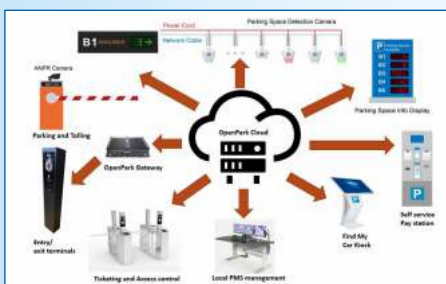 Power Cord
Parking Space Detection Camera
B1
Network Cable
ANPR Camera
Parking and Tolling
OpenPark Cloud
Parking Space Info Display
OpenPark Gateway
Self service
Pay station
Entry/
exit terminals
Find My
Car Kiosk
Ticketing and Access control
Local PMS management
P